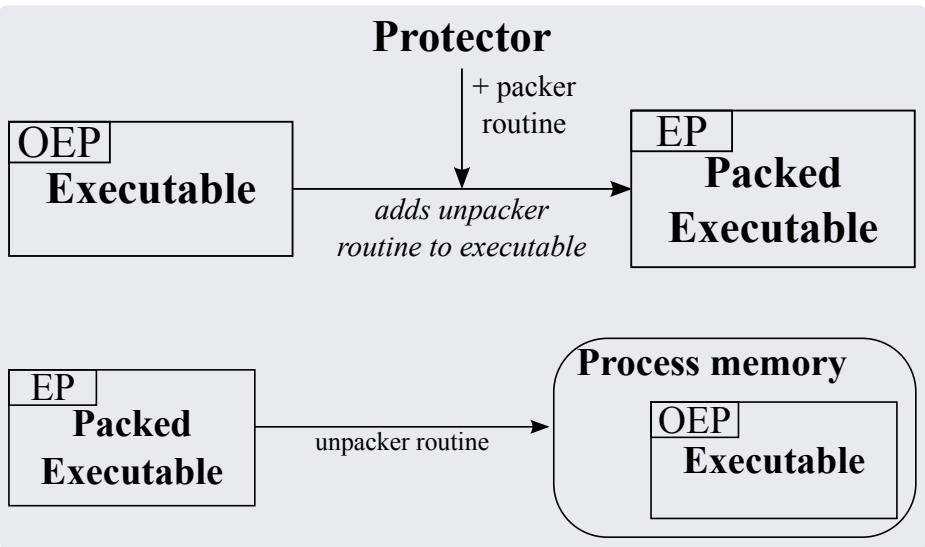 Protector
+ packer
routine
OEP
Executable
adds unpacker
routine to executable
EP
Packed
Executable
EP
Packed
Executable
unpacker routine
Process memory
OEP
Executable